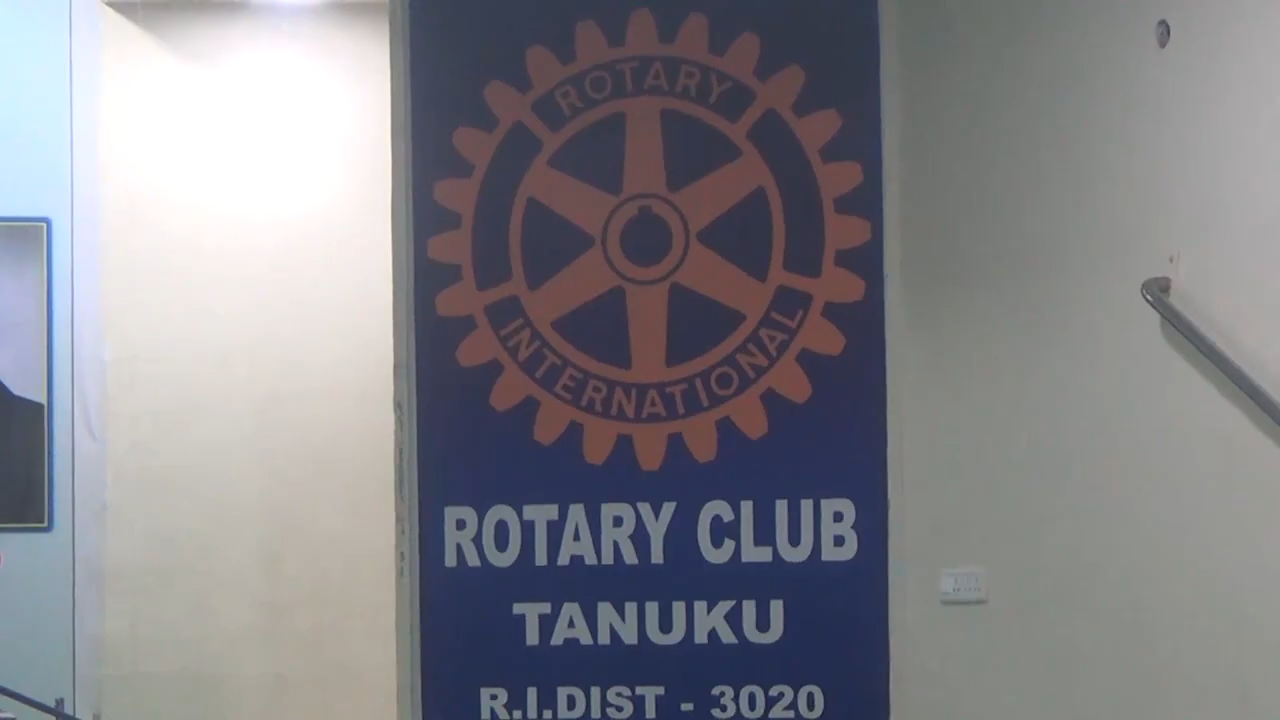 ROTARY
INTERNATIONAL
ROTARY CLUB
TANUKU
R.I.DIST - 3020